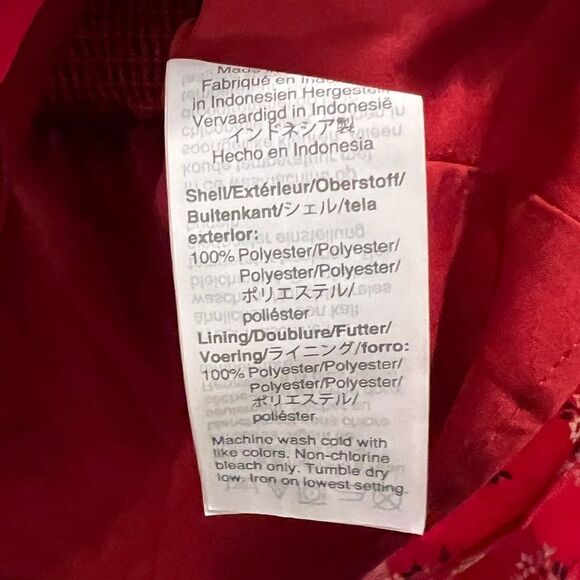 Made
Fabriqué en
in Indonesien Hergestellt
Vervaardigd in Indonesië
インドネシア製
Hecho en Indonesia
Shell/Extérieur/Oberstoff/
Buitenkant/シェル/tela
exterior:
100% Polyester/Polyester/
Polyester/Polyester/
ポリエステル/
poliéster
Lining/Doublure/Futter/
Voering/ライニング/forro:
100% Polyester/Polyester/
Polyester/Polyester/
ポリエステル/
poliéster
Machine wash cold with
like colors. Non-chlorine
bleach only. Tumble dry
low. Iron on lowest setting.